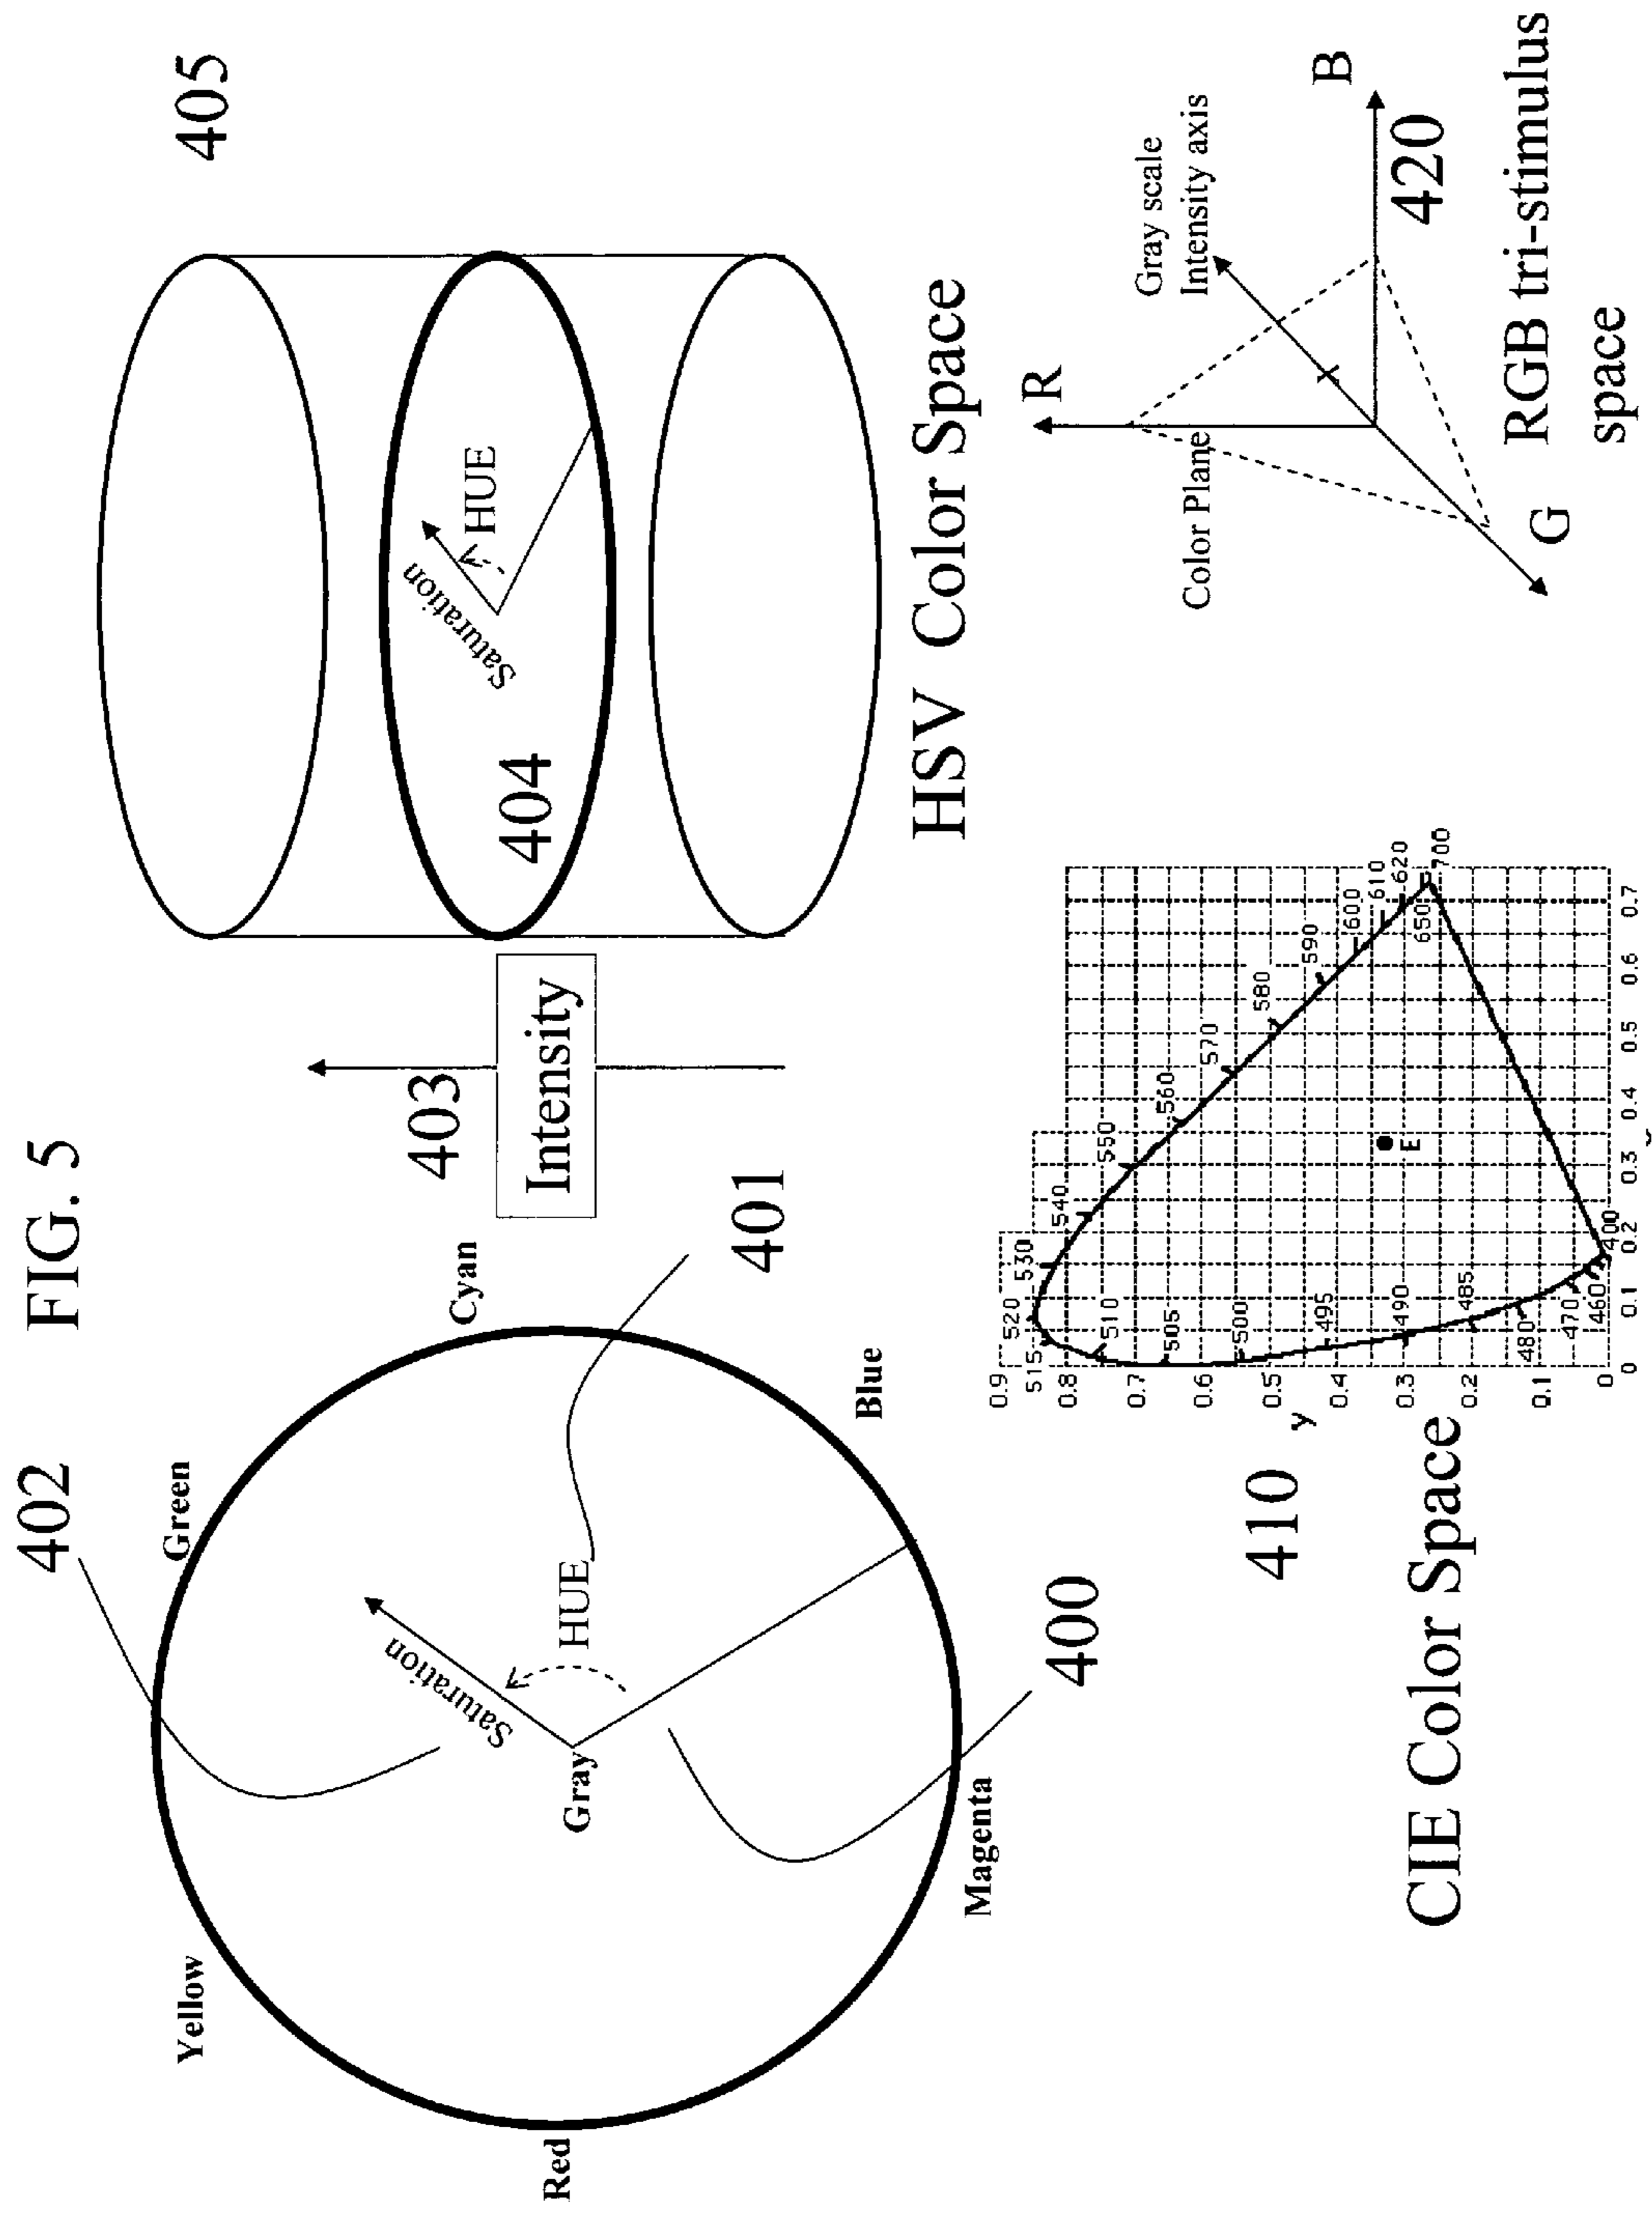 FIG. 5
402
Green
Yellow
Cyan
Saturation
HUE
Gray
Red
Blue
Magenta
401
400
403
Intensity
405
HUE
Saturation
404
HSV Color Space
410
CIE Color Space
0.9
0.8
0.7
0.6
0.5
0.4
0.3
0.2
0.1
0
y
0
0.1
0.2
0.3
0.4
0.5
0.6
0.7
520
530
515
540
510
550
505
560
500
570
495
580
490
590
485
600
480
610
470
620
460
650
400
700
E
R
Gray scale
Intensity axis
Color Plane
B
420
G
RGB tri-stimulus
space